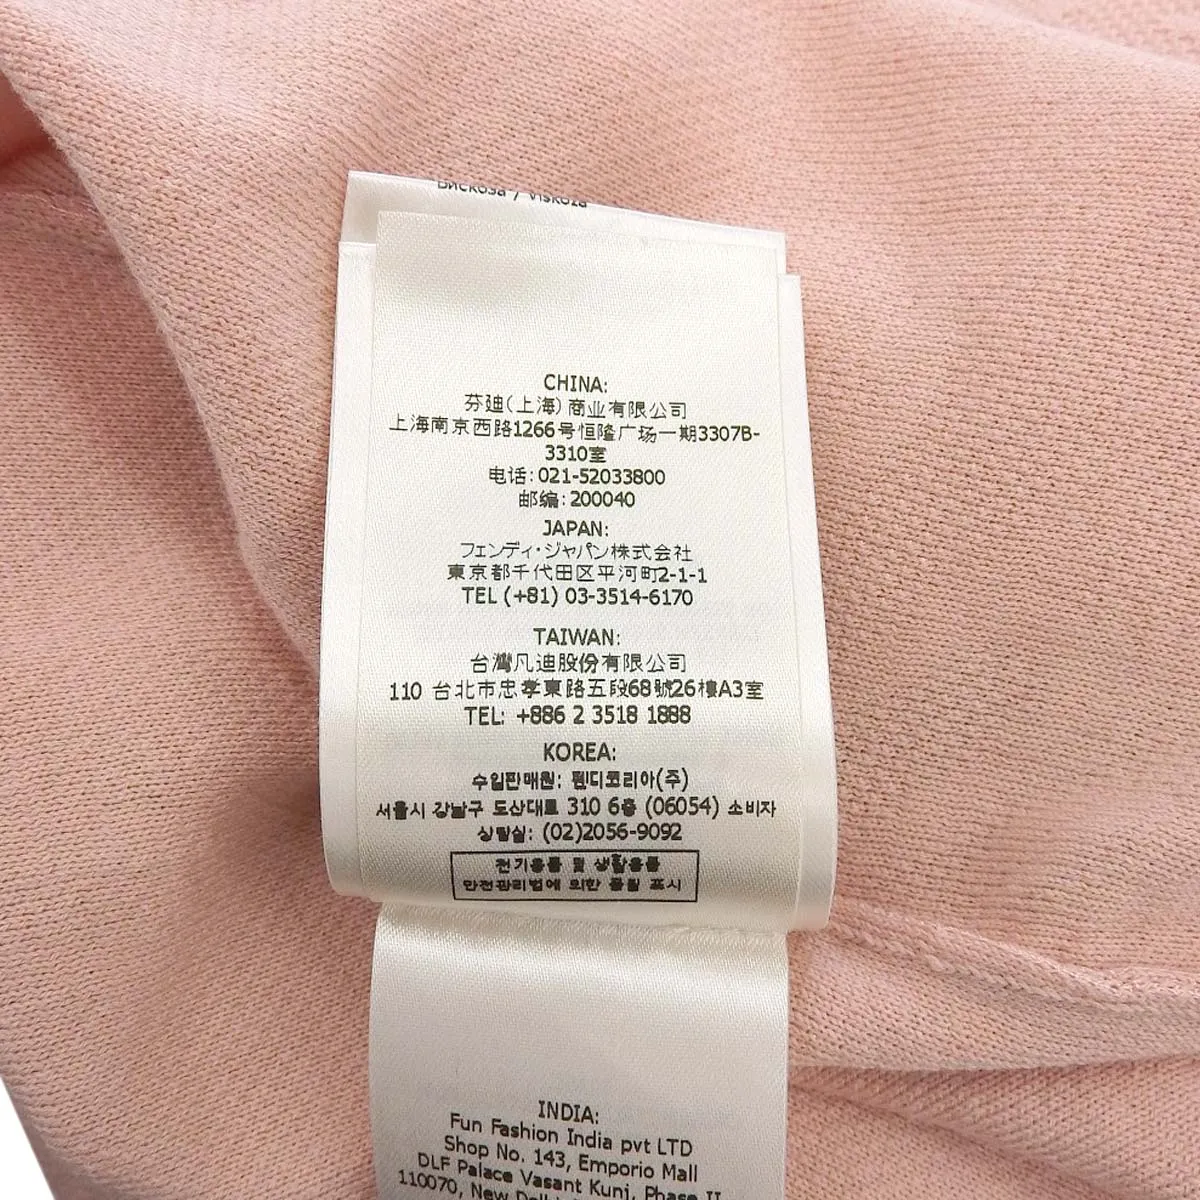 Вискоза / Viskoza
CHINA:
芬迪(上海)商业有限公司
上海南京西路1266号恒隆广场一期3307B-
3310室
电话:021-52033800
邮编:200040
JAPAN:
フェンディ・ジャパン株式会社
東京都千代田区平河町2-1-1
TEL (+81) 03-3514-6170
TAIWAN:
台灣凡迪股份有限公司
110 台北市忠孝東路五段68號26樓A3室
TEL: +886 2 3518 1888
KOREA:
수입판매원: 펜디코리아(주)
서울시 강남구 도산대로 310 6층 (06054) 소비자
상담실: (02)2056-9092
전기용품 및 생활용품
안전관리법에 의한 품질 표시
INDIA:
Fun Fashion India pvt LTD
Shop No. 143, Emporio Mall
DLF Palace Vasant Kunj, Phase II
110070, New